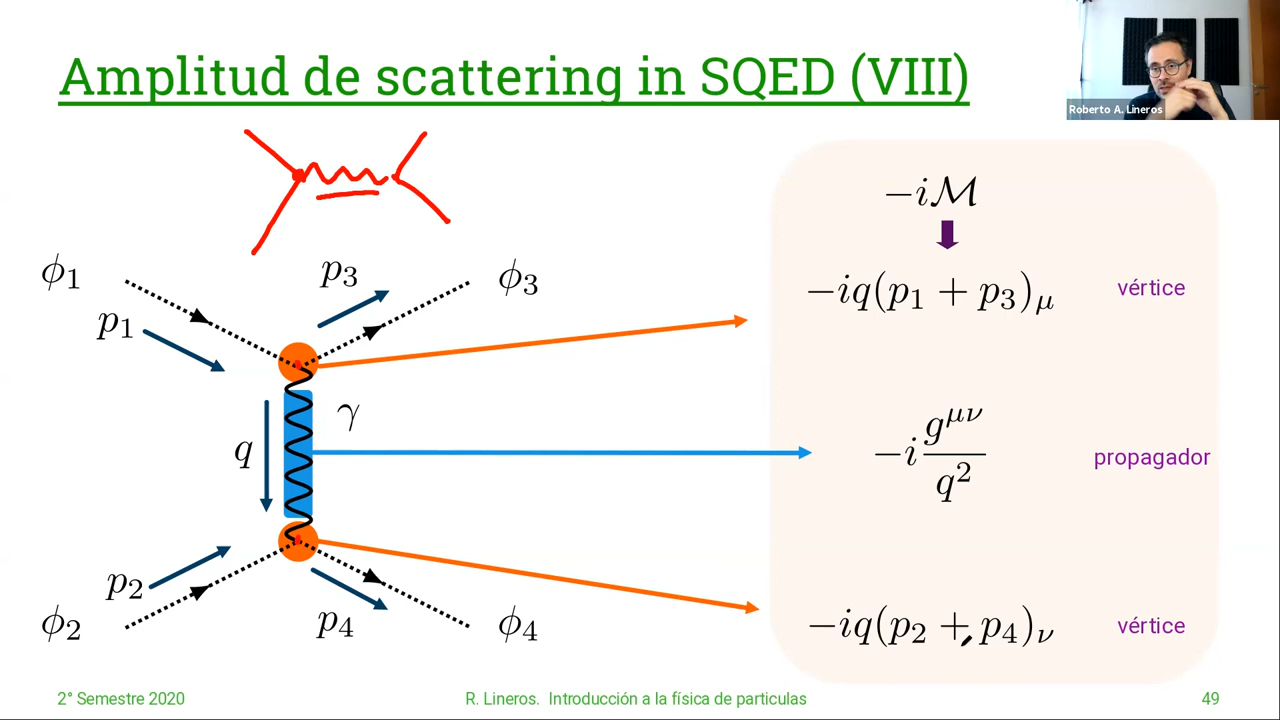 Amplitud de scattering in SQED (VIII)
Roberto A. Lineros
−iℳ
ϕ₁
p₃
ϕ₃
p₁
−iq(p₁ + p₃)_μ
vértice
γ
q
−i g^{μν}/q²
propagador
p₂
ϕ₂
p₄
ϕ₄
−iq(p₂ + p₄)_ν
vértice
2° Semestre 2020
R. Lineros. Introducción a la física de particulas
49